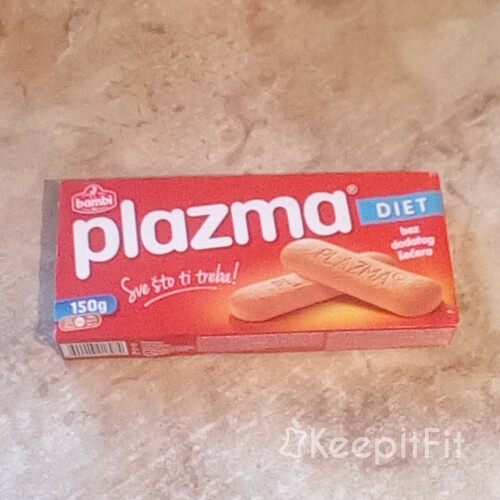 bambi
plazma®
DIET
bez
dodatog
šećera
Sve što ti treba!
PLAZMA
150g
KeepitFit